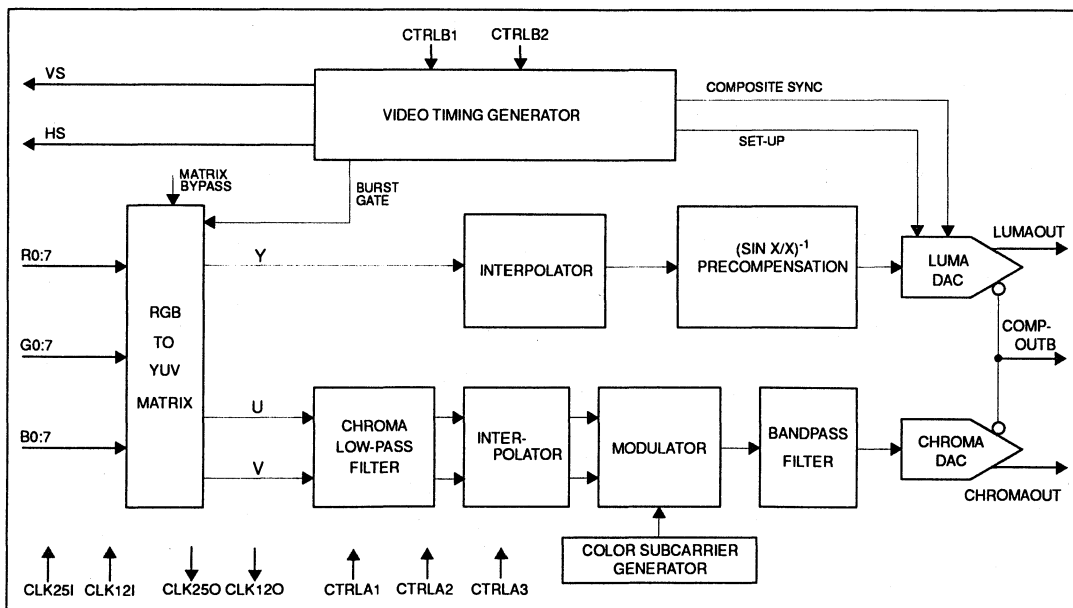 CTRLB1
CTRLB2
VS
VIDEO TIMING GENERATOR
COMPOSITE SYNC
HS
SET-UP
MATRIX
BYPASS
BURST
GATE
R0:7
Y
INTERPOLATOR
(SIN X/X)-1
PRECOMPENSATION
LUMA
DAC
LUMAOUT
RGB
TO
YUV
MATRIX
G0:7
COMP-
OUTB
B0:7
U
V
CHROMA
LOW-PASS
FILTER
INTER-
POLATOR
MODULATOR
BANDPASS
FILTER
CHROMA
DAC
CHROMAOUT
COLOR SUBCARRIER
GENERATOR
CLK25I
CLK12I
CLK25O
CLK12O
CTRLA1
CTRLA2
CTRLA3